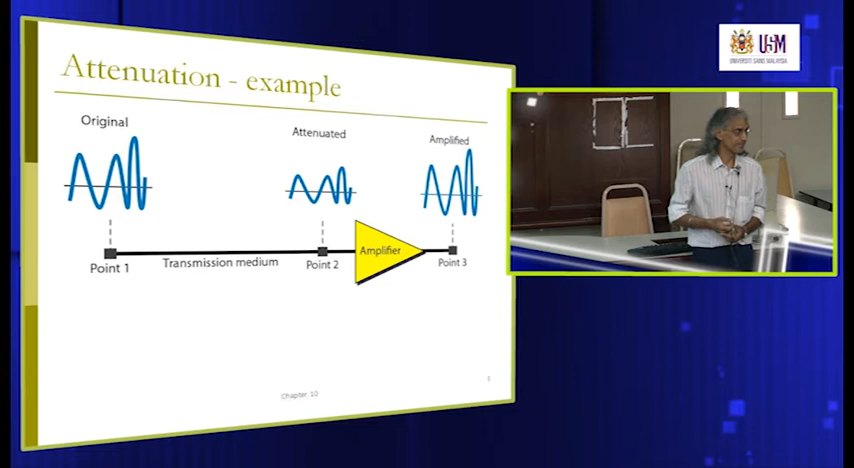 USM
UNIVERSITI SAINS MALAYSIA
Attenuation - example
Original
Attenuated
Amplified
Amplifier
Point 1
Transmission medium
Point 2
Point 3
Chapter 10